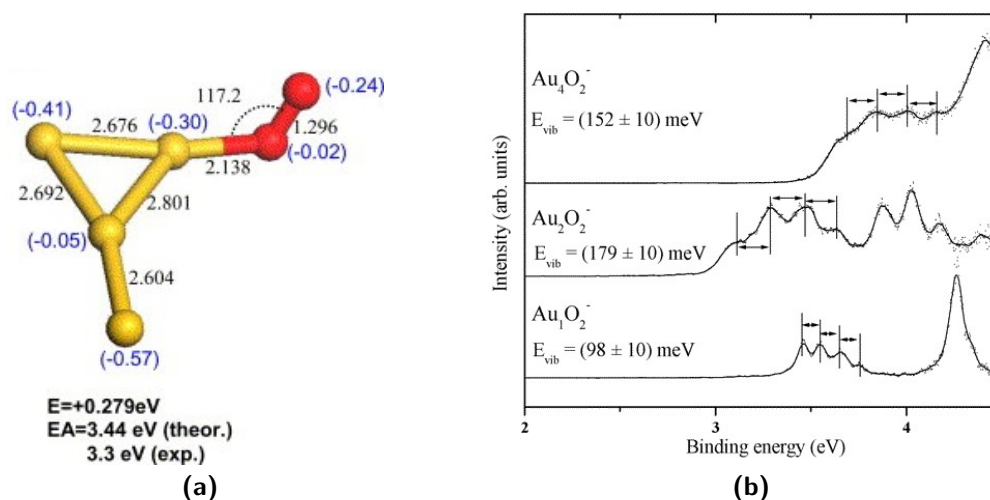 (-0.24)
117.2
(-0.41)
(-0.30)
2.676
1.296
(-0.02)
2.138
2.692
2.801
(-0.05)
2.604
(-0.57)
E=+0.279eV
EA=3.44 eV (theor.)
3.3 eV (exp.)
(a)
Intensity (arb. units)
Au₄O₂⁻
E_vib = (152 ± 10) meV
Au₂O₂⁻
E_vib = (179 ± 10) meV
Au₁O₂⁻
E_vib = (98 ± 10) meV
2 3 4
Binding energy (eV)
(b)